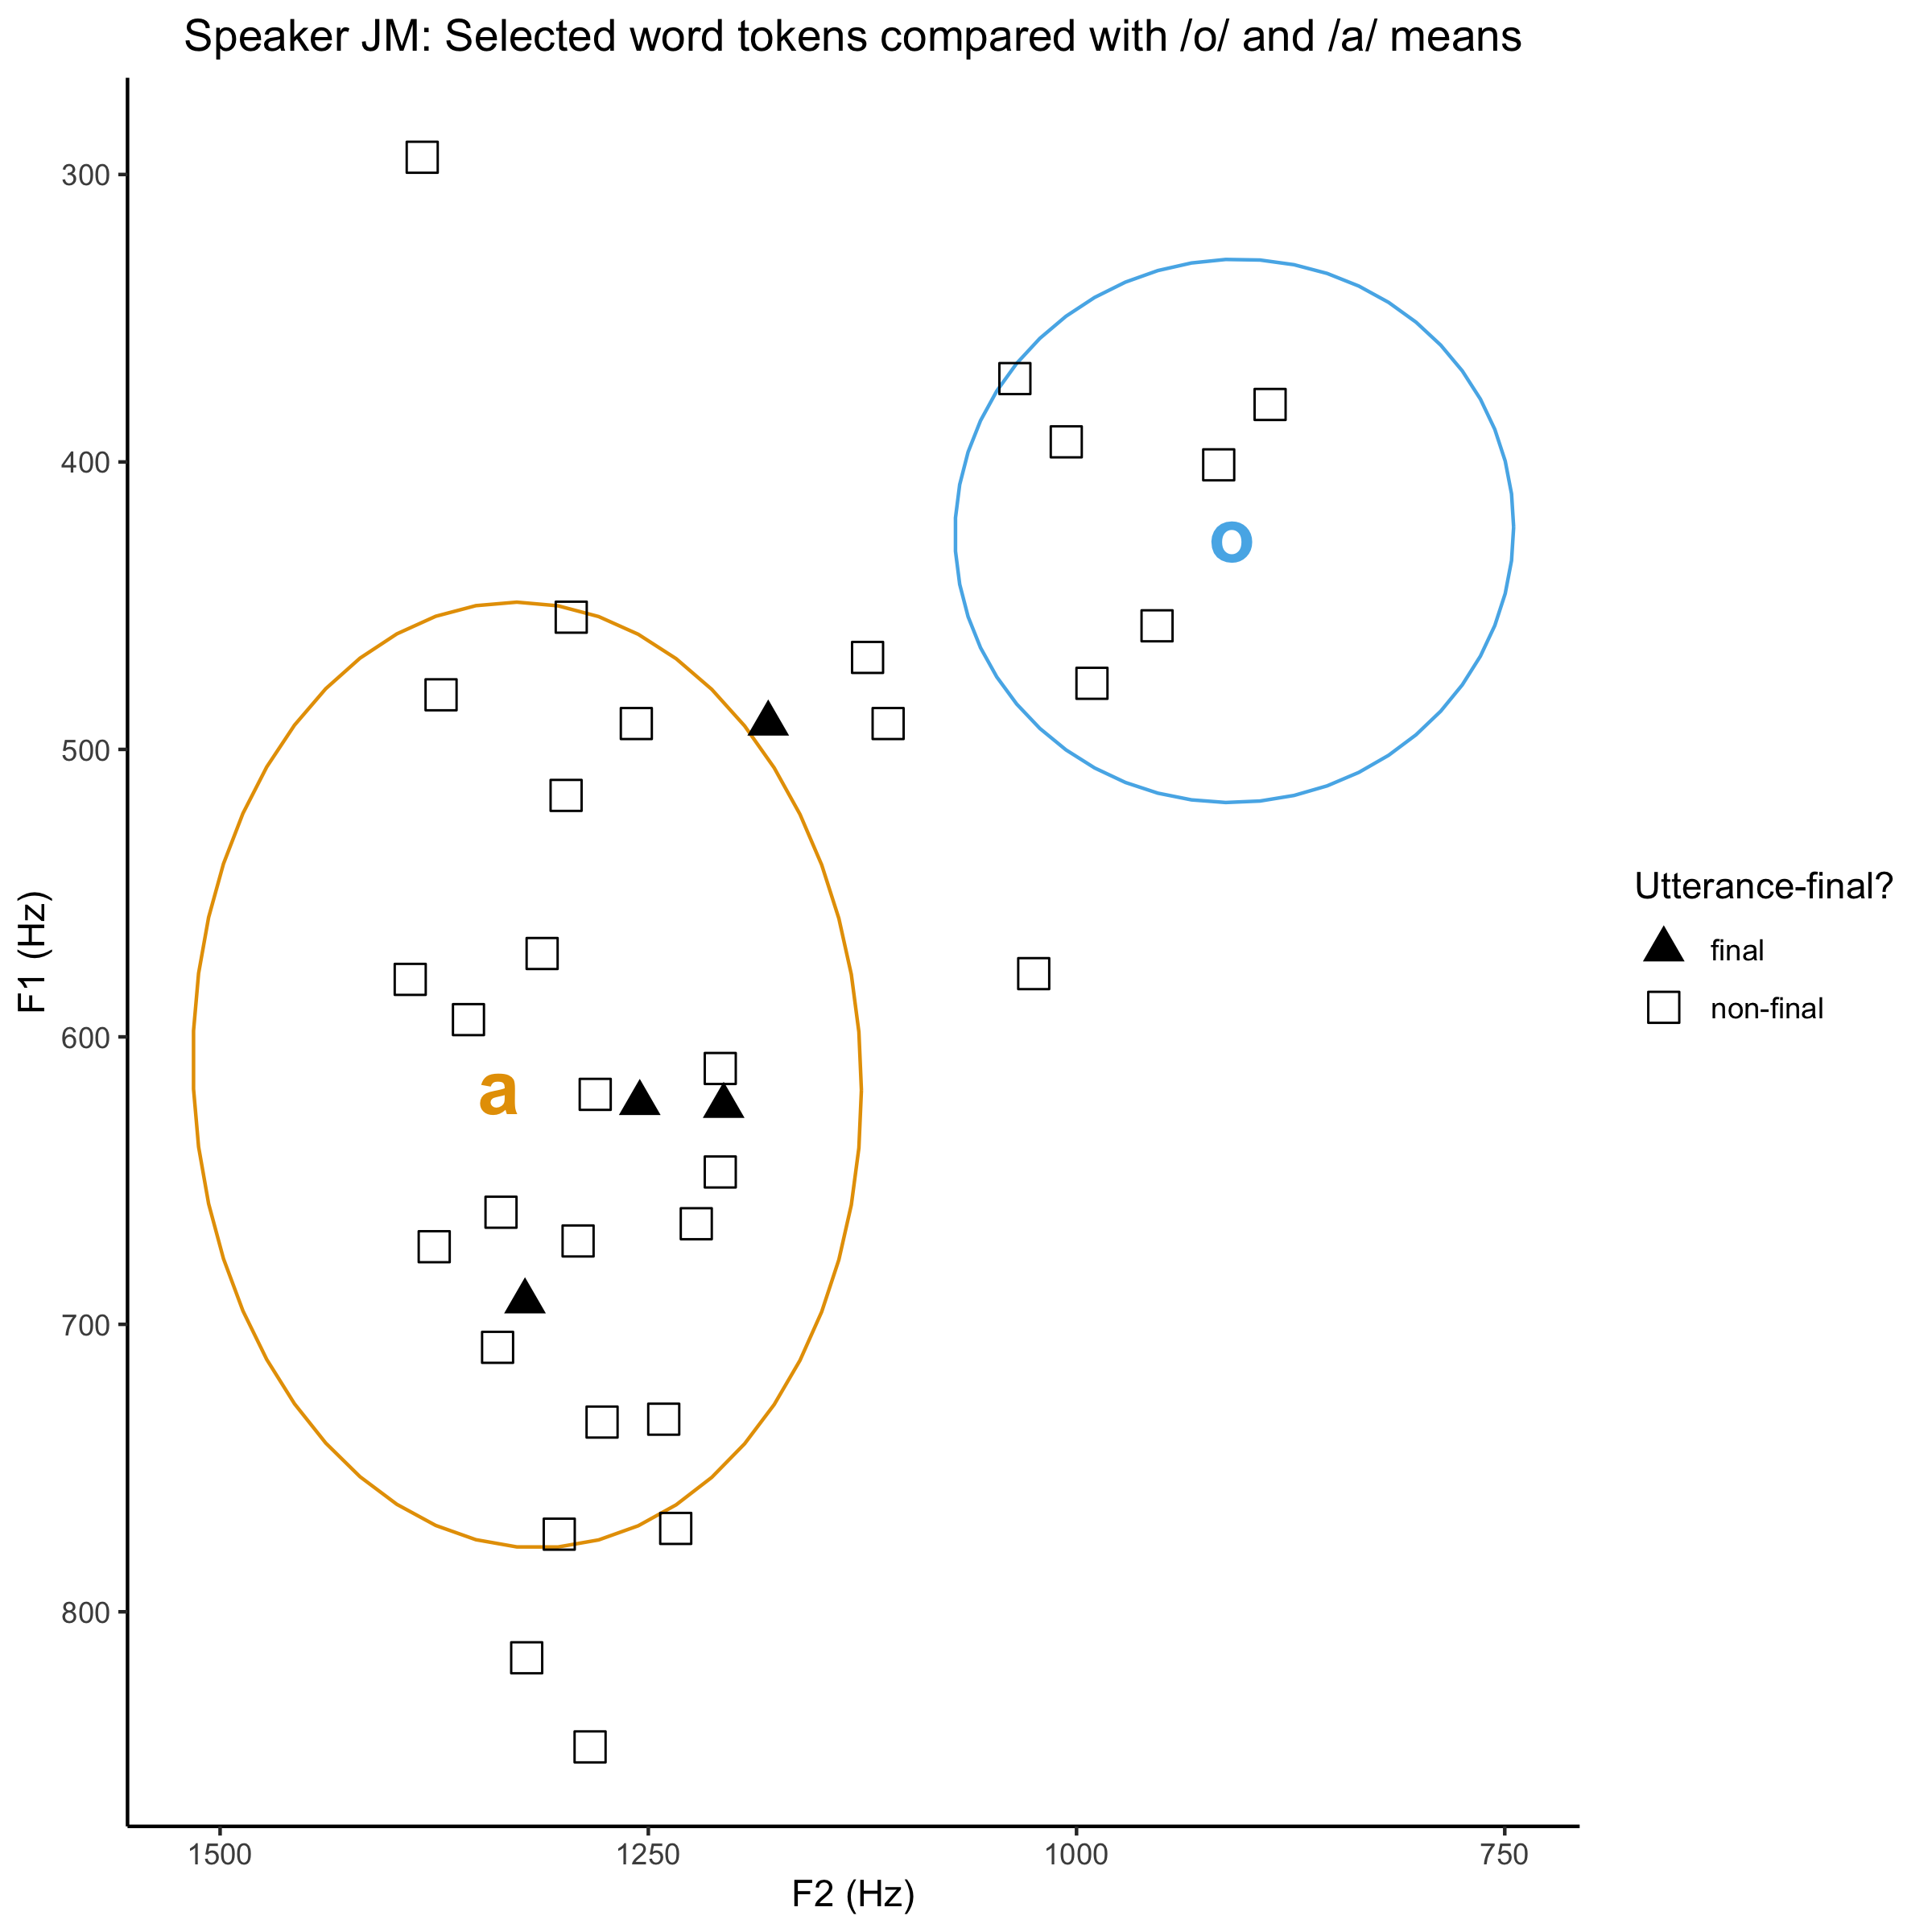 Speaker JM: Selected word tokens compared with /o/ and /a/ means
300
400
500
600
700
800
F1 (Hz)
o
a
1500
1250
1000
750
F2 (Hz)
Utterance-final?
final
non-final